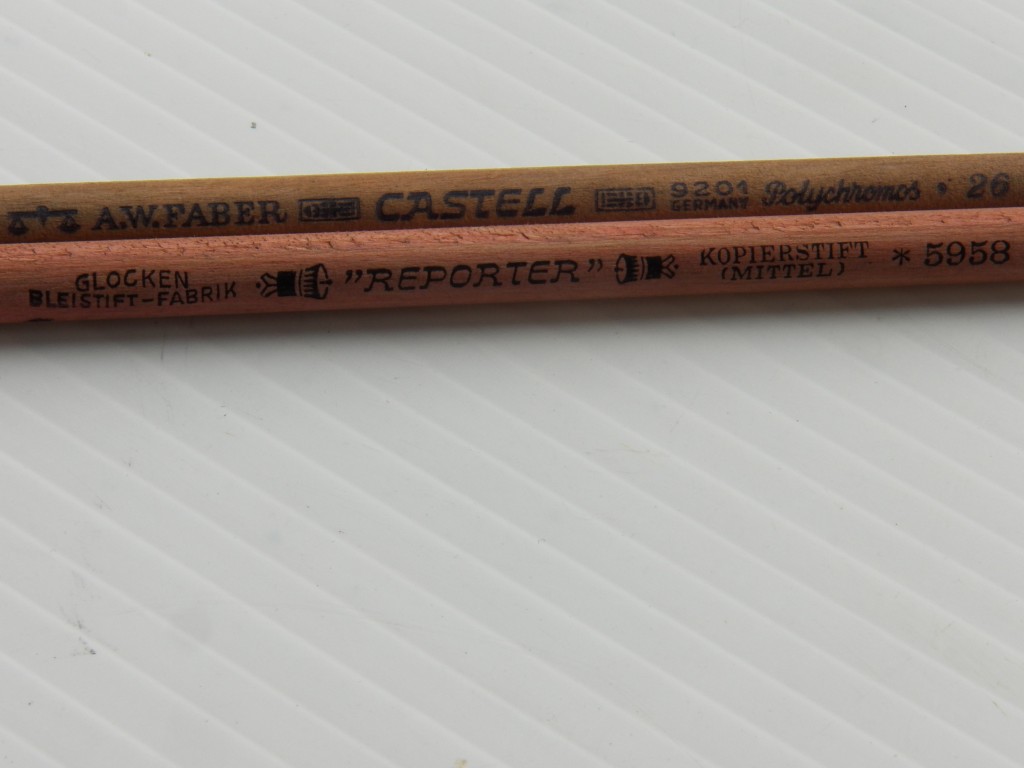 A.W.FABER CASTELL 9201 GERMANY Polychromos • 26
GLOCKEN BLEISTIFT-FABRIK "REPORTER" KOPIERSTIFT (MITTEL) * 5958